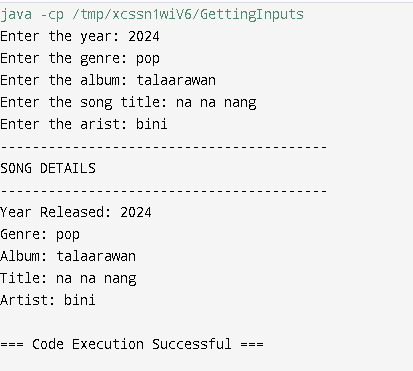 java -cp /tmp/xcssn1wiV6/GettingInputs
Enter the year: 2024
Enter the genre: pop
Enter the album: talaarawan
Enter the song title: na na nang
Enter the arist: bini
-----------------------------------------
SONG DETAILS
-----------------------------------------
Year Released: 2024
Genre: pop
Album: talaarawan
Title: na na nang
Artist: bini
=== Code Execution Successful ===